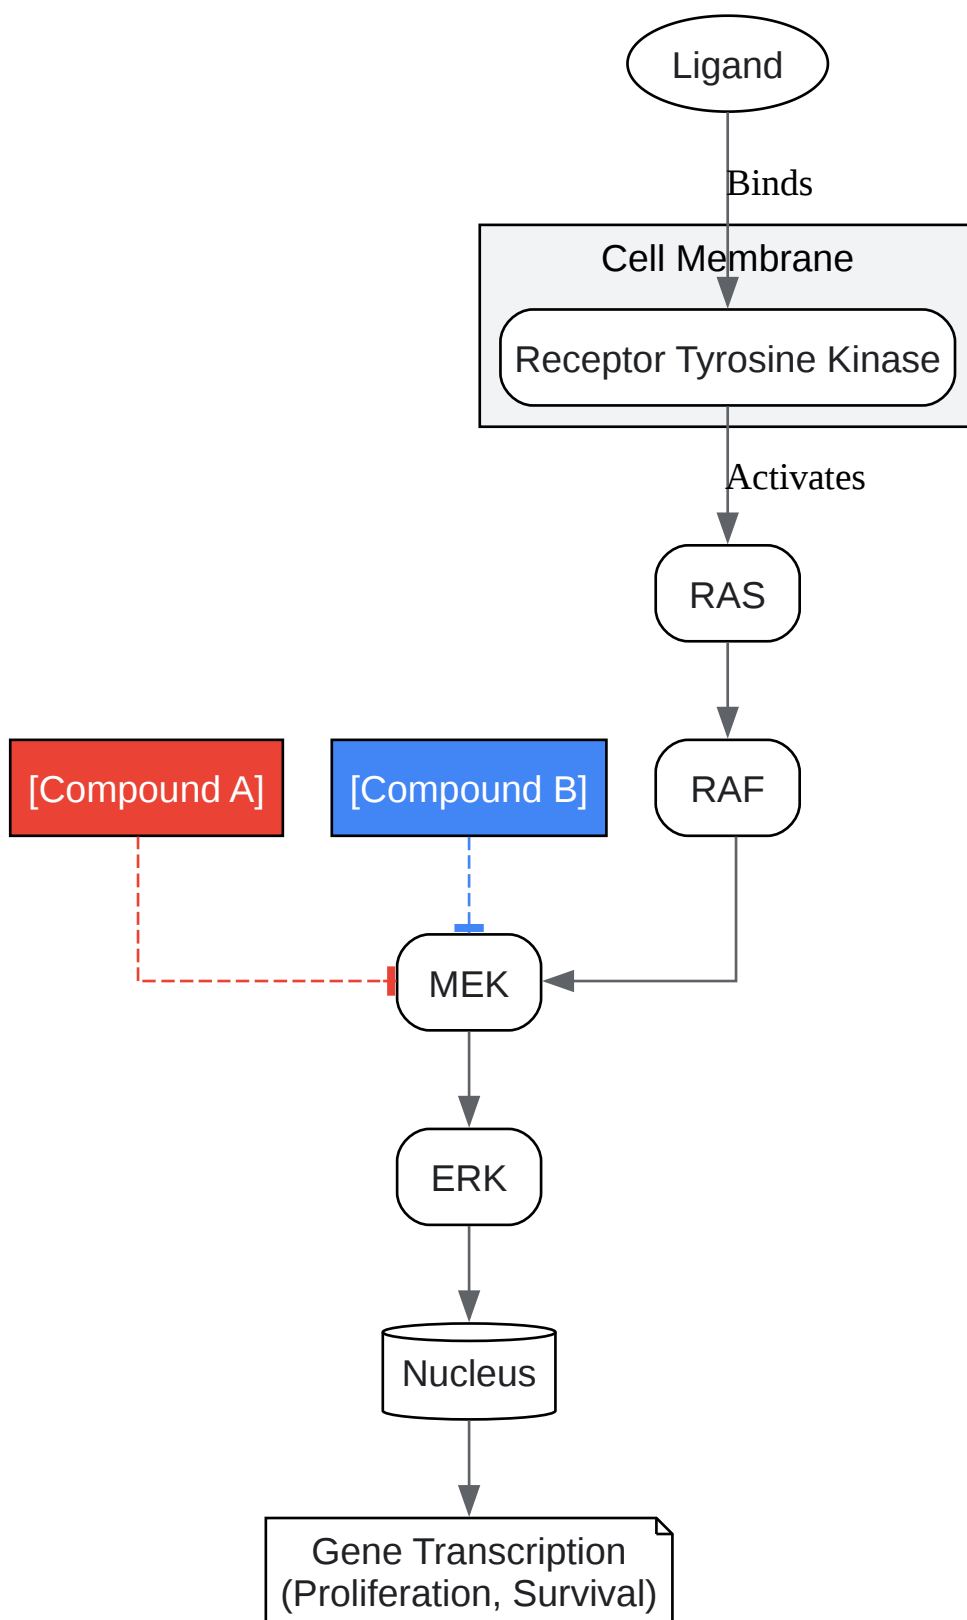 Ligand
Binds
Cell Membrane
Receptor Tyrosine Kinase
Activates
RAS
[Compound A]
[Compound B]
RAF
MEK
ERK
Nucleus
Gene Transcription
(Proliferation, Survival)